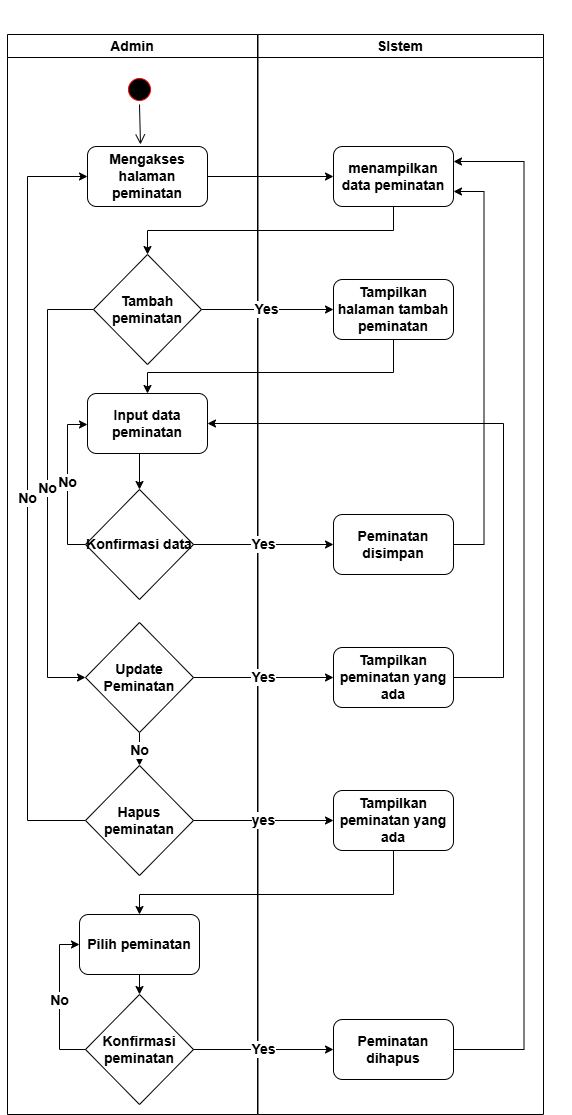 Admin
SIstem
Mengakses
halaman
peminatan
menampilkan
data peminatan
Tambah
peminatan
Yes
Tampilkan
halaman tambah
peminatan
Input data
peminatan
No
No
No
Konfirmasi data
Yes
Peminatan
disimpan
Update
Peminatan
Yes
Tampilkan
peminatan yang
ada
No
Hapus
peminatan
yes
Tampilkan
peminatan yang
ada
Pilih peminatan
No
Konfirmasi
peminatan
Yes
Peminatan
dihapus